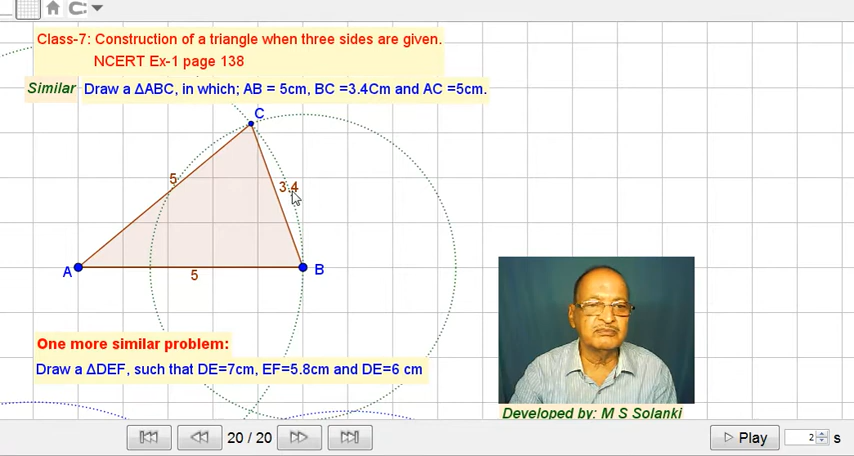 Class-7: Construction of a triangle when three sides are given.
NCERT Ex-1 page 138
Similar Draw a ΔABC, in which; AB = 5cm, BC =3.4Cm and AC =5cm.
C
5
3.4
A
B
5
One more similar problem:
Draw a ΔDEF, such that DE=7cm, EF=5.8cm and DE=6 cm
Developed by: M S Solanki
20 / 20
Play
2 s